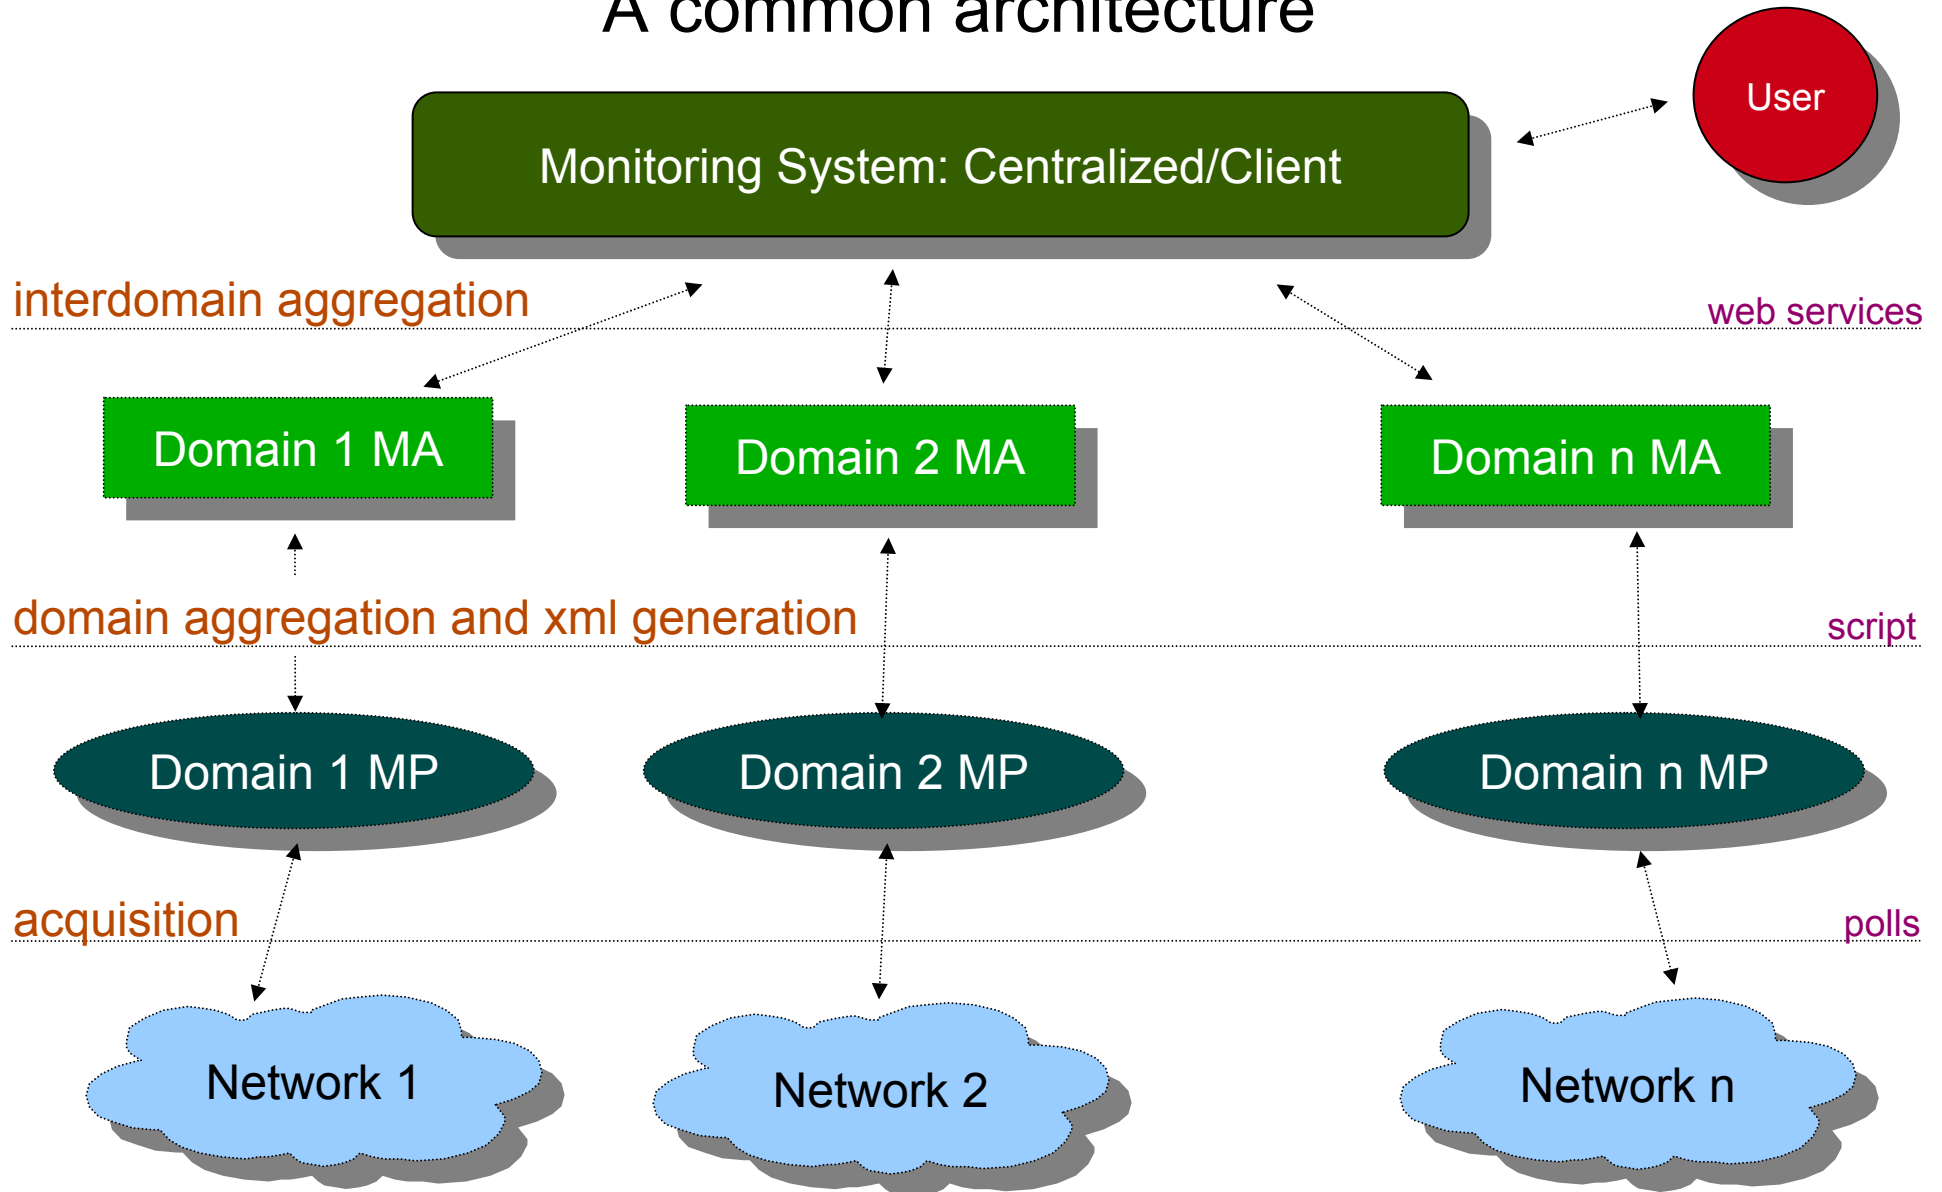 A common architecture
User
Monitoring System: Centralized/Client
interdomain aggregation
web services
Domain 1 MA
Domain 2 MA
Domain n MA
domain aggregation and xml generation
script
Domain 1 MP
Domain 2 MP
Domain n MP
acquisition
polls
Network 1
Network 2
Network n